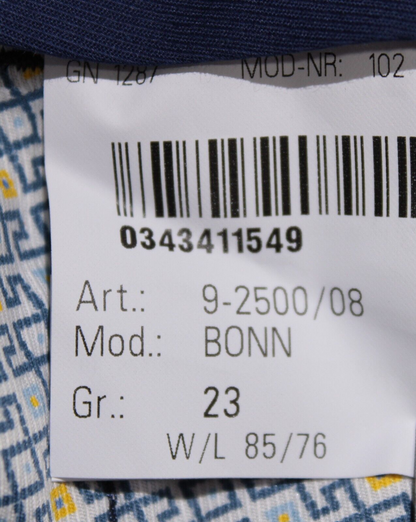 GN 1287 MOD-NR: 102
0343411549
Art.: 9-2500/08
Mod.: BONN
Gr.: 23
W/L 85/76